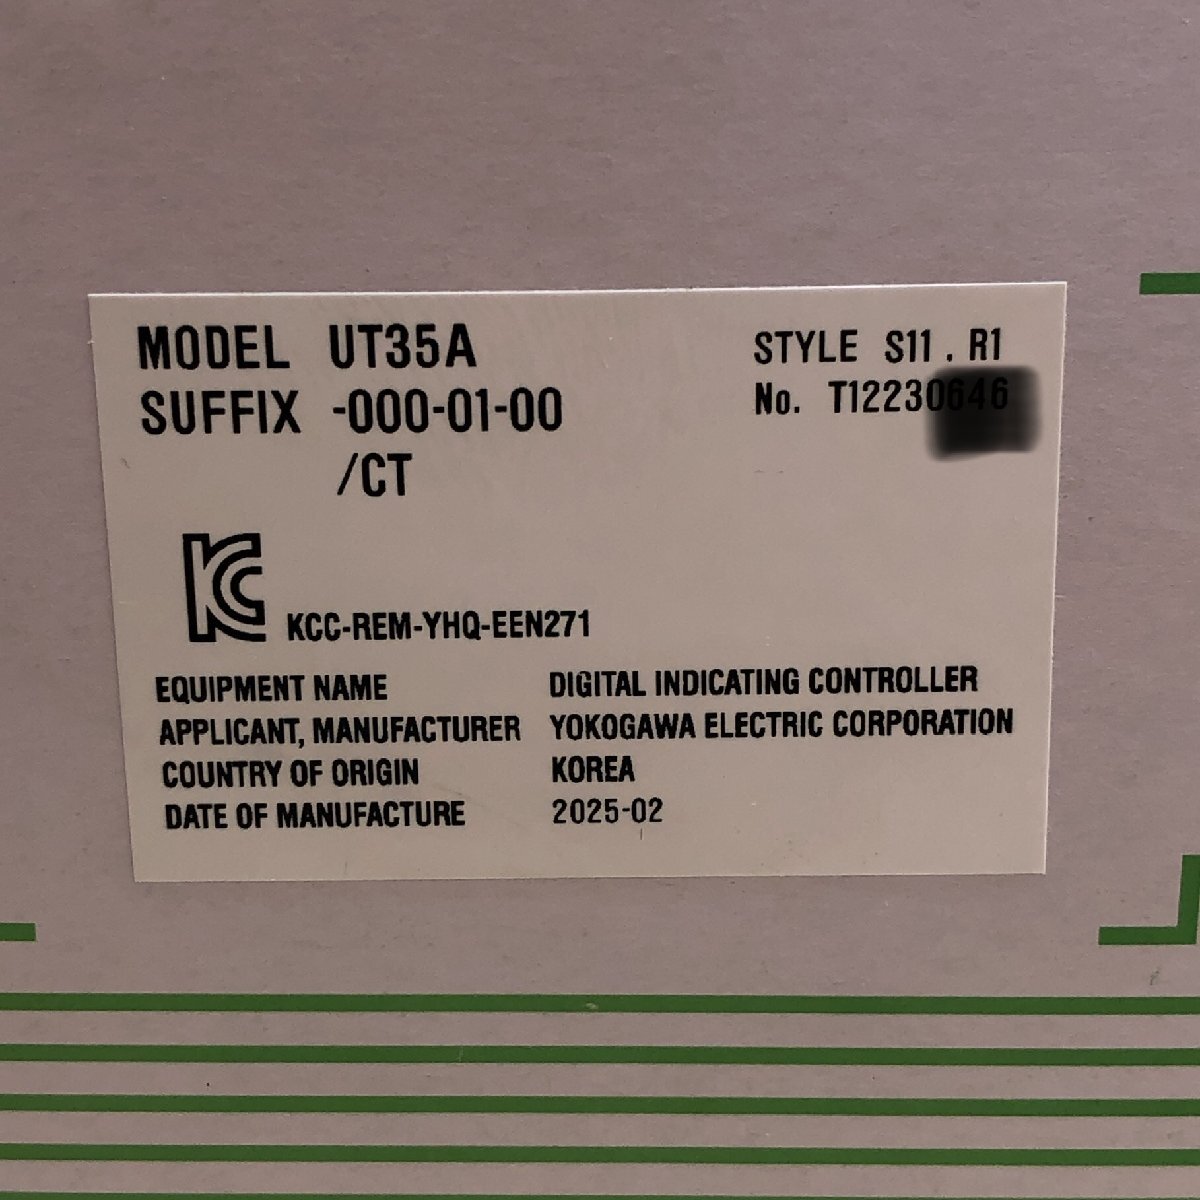 MODEL UT35A
SUFFIX -000-01-00
/CT
STYLE S11 . R1
No. T12230646
KCC-REM-YHQ-EEN271
EQUIPMENT NAME DIGITAL INDICATING CONTROLLER
APPLICANT, MANUFACTURER YOKOGAWA ELECTRIC CORPORATION
COUNTRY OF ORIGIN KOREA
DATE OF MANUFACTURE 2025-02